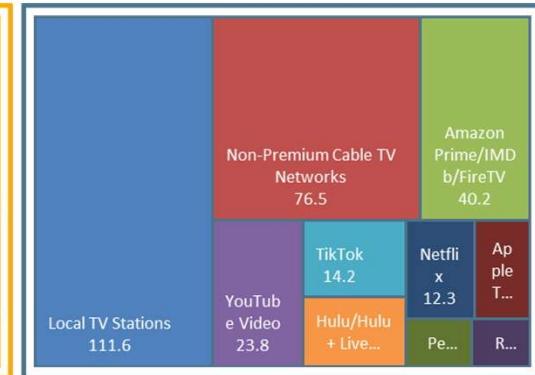 Local TV Stations
111.6
Non-Premium Cable TV
Networks
76.5
Amazon
Prime/IMD
b/FireTV
40.2
YouTub
e Video
23.8
TikTok
14.2
Hulu/Hulu
+ Live...
Netfli
x
12.3
Ap
ple
T...
Pe...
R...